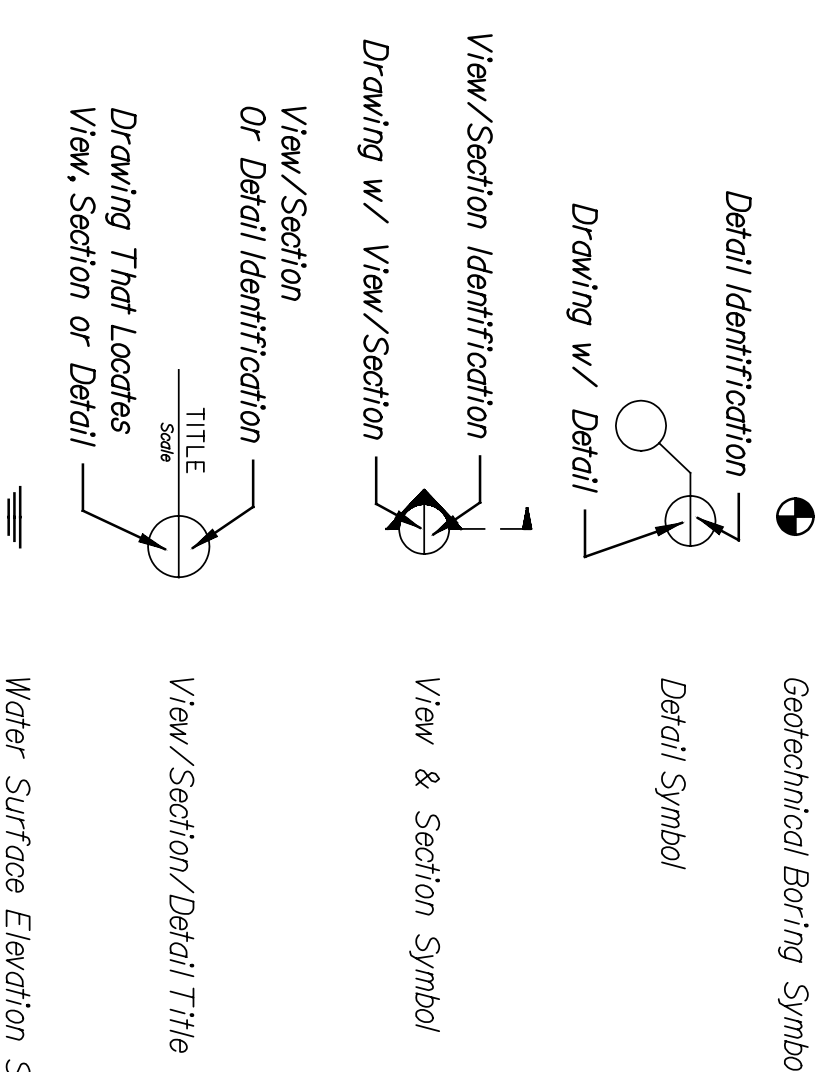 Geotechnical Boring Symbo
Detail Identification
Drawing w/ Detail
Detail Symbol
View/Section Identification
Drawing w/ View/Section
View & Section Symbol
View/Section
Or Detail Identification
TITLE
Scale
Drawing That Locates
View, Section or Detail
View/Section/Detail Title
Water Surface Elevation S